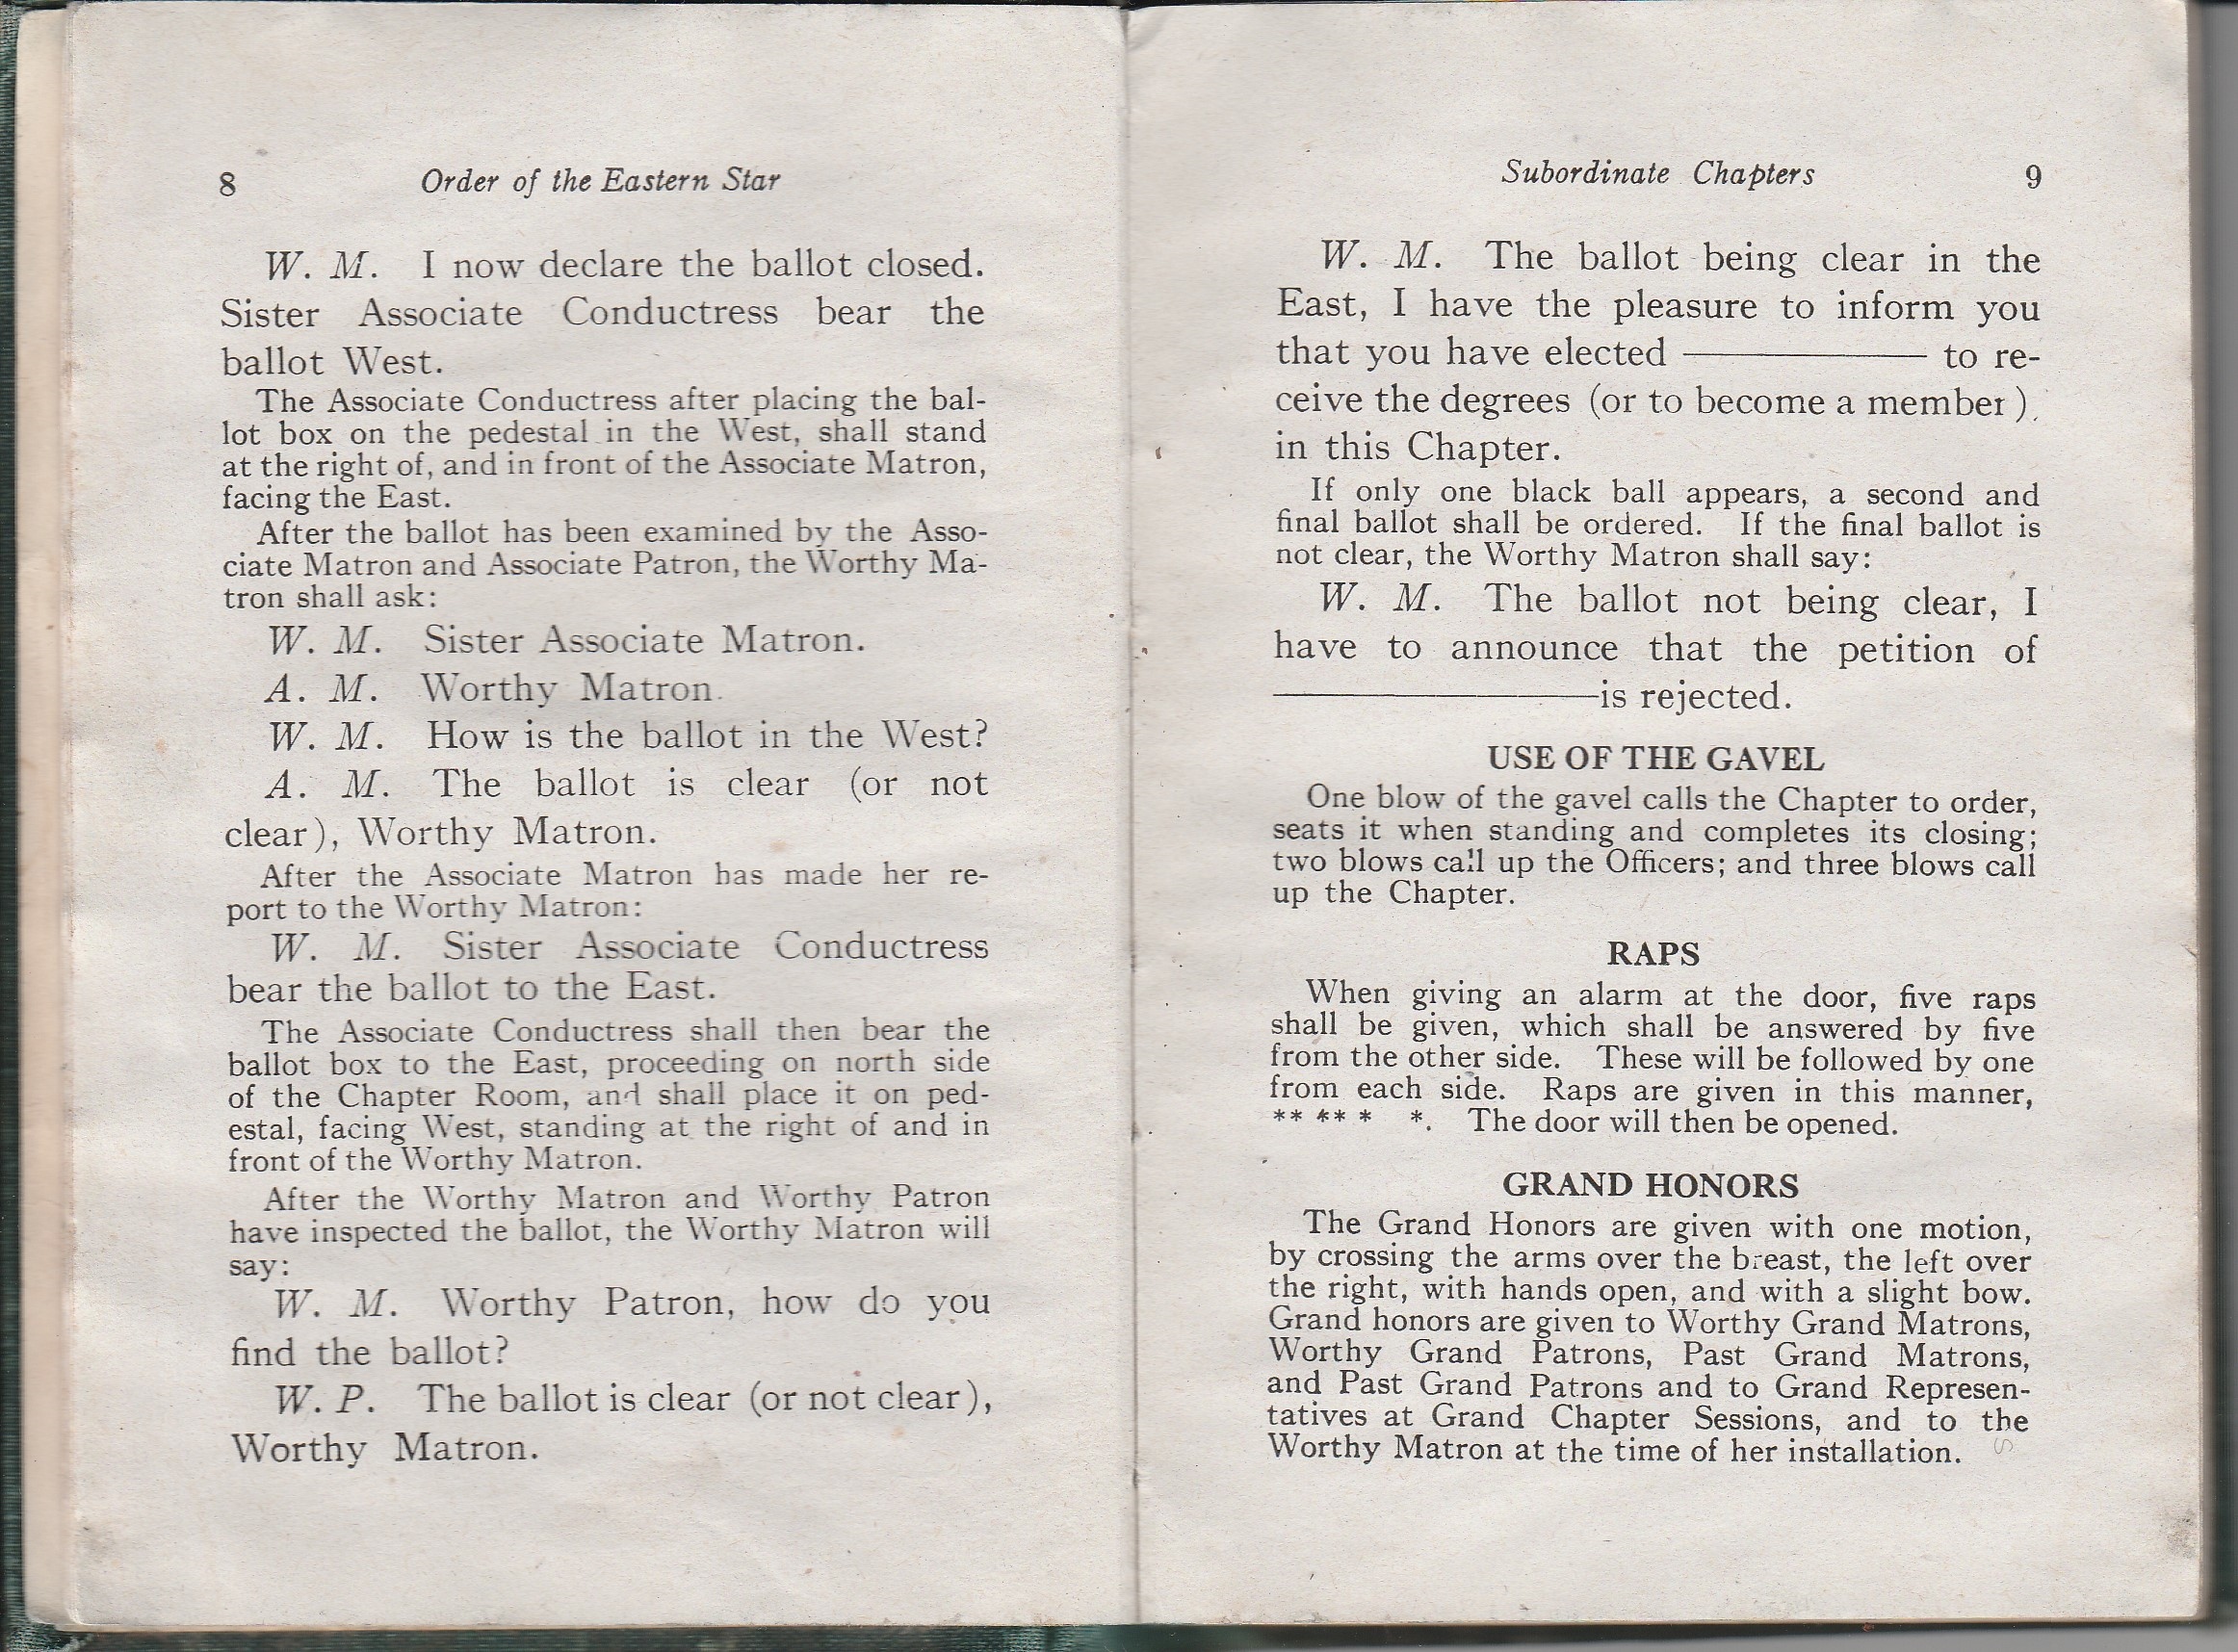 8 Order of the Eastern Star
W. M. I now declare the ballot closed.
Sister Associate Conductress bear the
ballot West.
The Associate Conductress after placing the bal-
lot box on the pedestal in the West, shall stand
at the right of, and in front of the Associate Matron,
facing the East.
After the ballot has been examined by the Asso-
ciate Matron and Associate Patron, the Worthy Ma-
tron shall ask:
W. M. Sister Associate Matron.
A. M. Worthy Matron.
W. M. How is the ballot in the West?
A. M. The ballot is clear (or not
clear), Worthy Matron.
After the Associate Matron has made her re-
port to the Worthy Matron:
W. M. Sister Associate Conductress
bear the ballot to the East.
The Associate Conductress shall then bear the
ballot box to the East, proceeding on north side
of the Chapter Room, and shall place it on ped-
estal, facing West, standing at the right of and in
front of the Worthy Matron.
After the Worthy Matron and Worthy Patron
have inspected the ballot, the Worthy Matron will
say:
W. M. Worthy Patron, how do you
find the ballot?
W. P. The ballot is clear (or not clear),
Worthy Matron.
Subordinate Chapters 9
W. M. The ballot being clear in the
East, I have the pleasure to inform you
that you have elected ———— to re-
ceive the degrees (or to become a member)
in this Chapter.
If only one black ball appears, a second and
final ballot shall be ordered. If the final ballot is
not clear, the Worthy Matron shall say:
W. M. The ballot not being clear, I
have to announce that the petition of
————is rejected.
USE OF THE GAVEL
One blow of the gavel calls the Chapter to order,
seats it when standing and completes its closing;
two blows call up the Officers; and three blows call
up the Chapter.
RAPS
When giving an alarm at the door, five raps
shall be given, which shall be answered by five
from the other side. These will be followed by one
from each side. Raps are given in this manner,
** ** * *. The door will then be opened.
GRAND HONORS
The Grand Honors are given with one motion,
by crossing the arms over the breast, the left over
the right, with hands open, and with a slight bow.
Grand honors are given to Worthy Grand Matrons,
Worthy Grand Patrons, Past Grand Matrons,
and Past Grand Patrons and to Grand Represen-
tatives at Grand Chapter Sessions, and to the
Worthy Matron at the time of her installation.